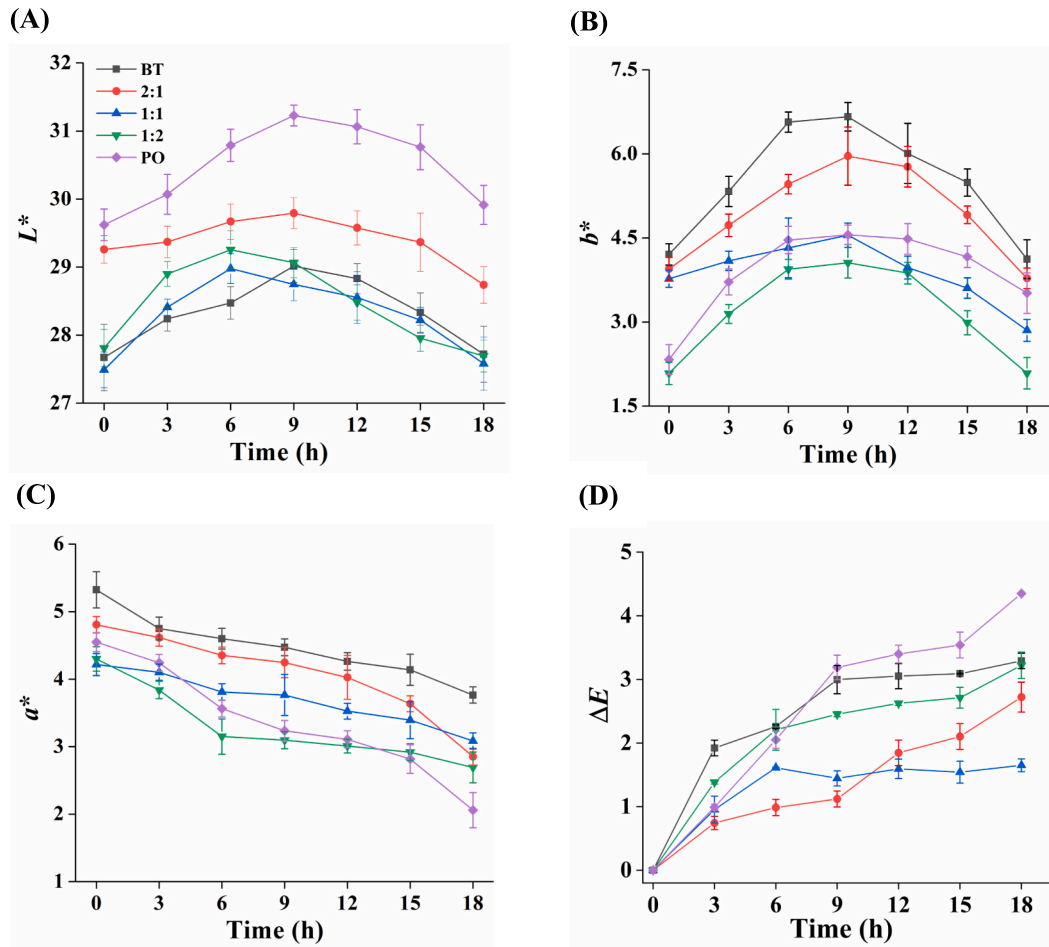 (A)
32
31
30
29
28
27
L*
BT
2:1
1:1
1:2
PO
0 3 6 9 12 15 18
Time (h)
(B)
7.5
6.0
4.5
3.0
1.5
b*
0 3 6 9 12 15 18
Time (h)
(C)
6
5
4
3
2
1
a*
0 3 6 9 12 15 18
Time (h)
(D)
5
4
3
2
1
0
ΔE
0 3 6 9 12 15 18
Time (h)